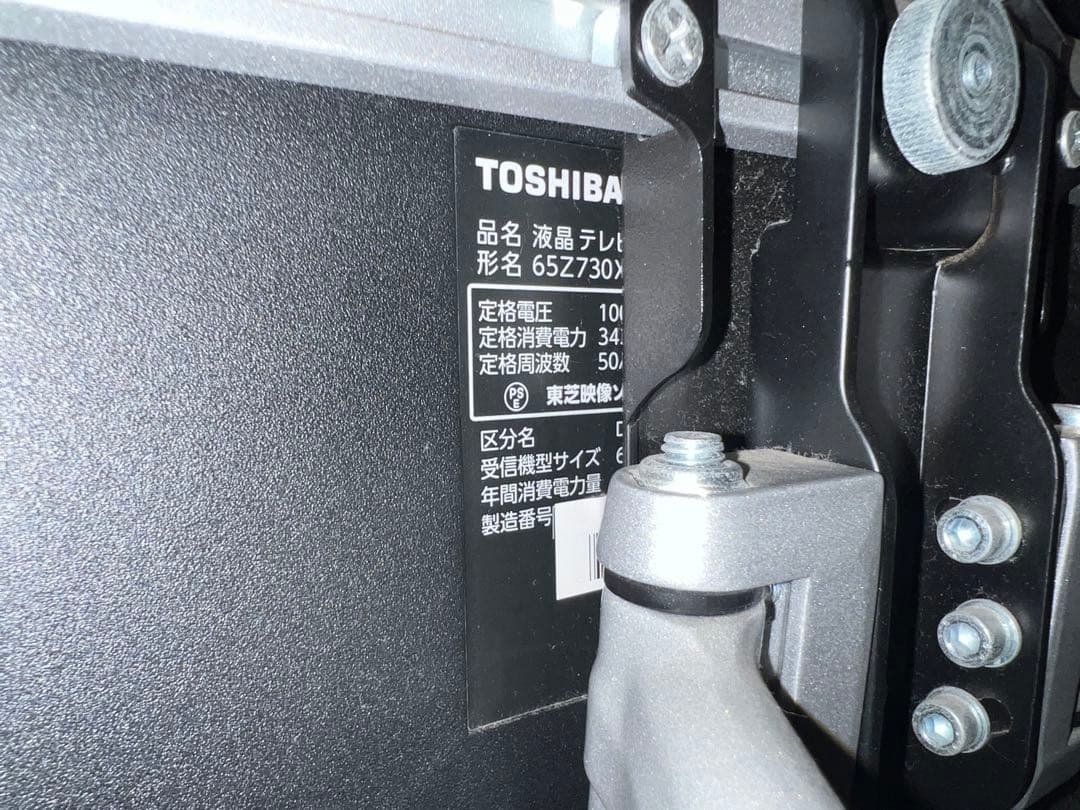 TOSHIBA
品名 液晶テレビ
形名 65Z730X
定格電圧 100
定格消費電力 34
定格周波数 50/
PS E 東芝映像ソ
区分名
受信機型サイズ 6
年間消費電力量
製造番号